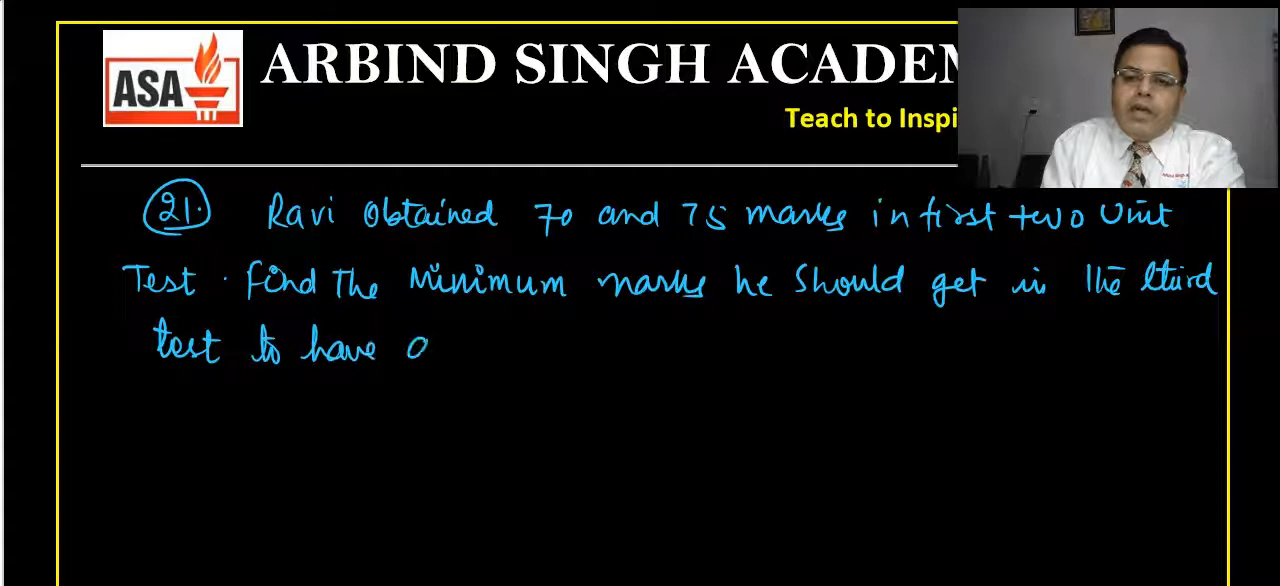 ASA
ARBIND SINGH ACADEM
Teach to Inspi
21. Ravi Obtained 70 and 75 marks in first two Unit
Test. Find The Minimum marks he should get in the third
test to have a